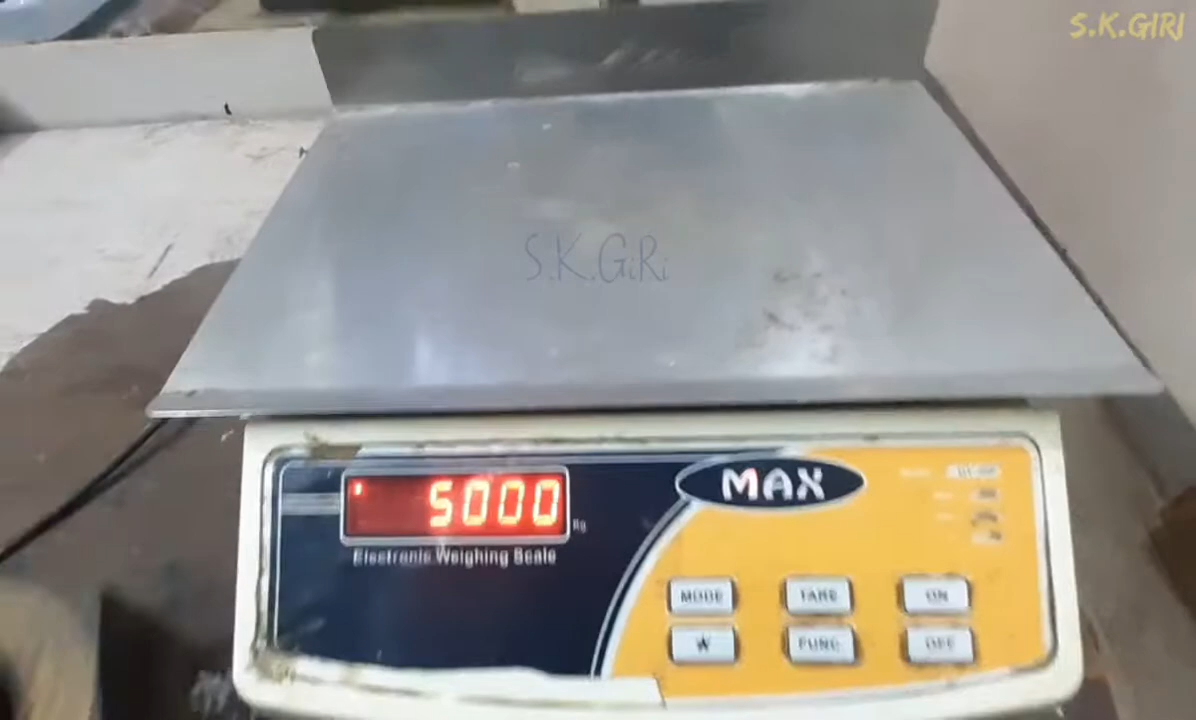 S.K.GIRI
S.K.GiRi
5000
Kg
MAX
Electronic Weighing Scale
MODE TARE ON
FUNC. OFF